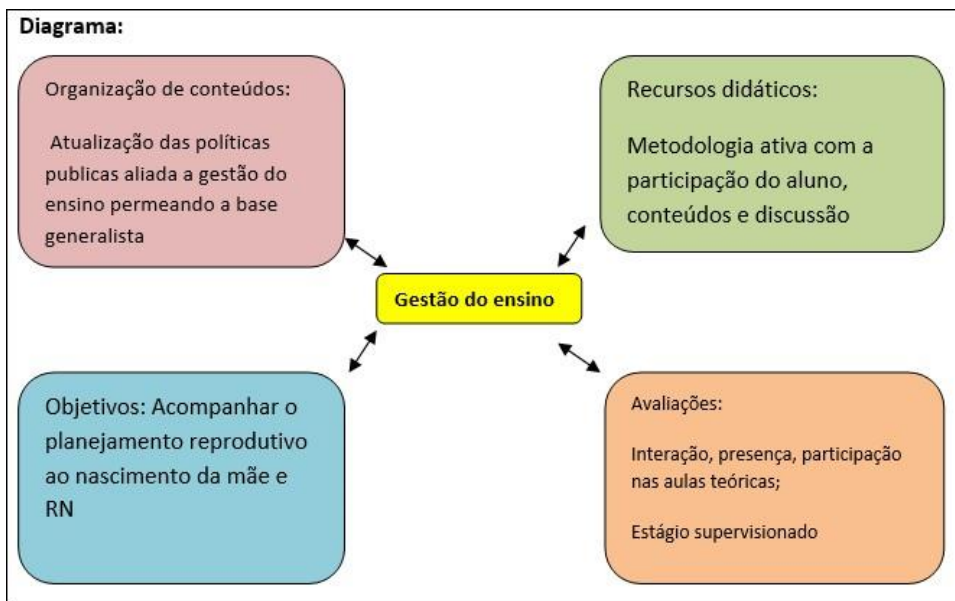 Diagrama:
Organização de conteúdos:
Atualização das políticas
publicas aliada a gestão do
ensino permeando a base
generalista
Recursos didáticos:
Metodologia ativa com a
participação do aluno,
conteúdos e discussão
Gestão do ensino
Objetivos: Acompanhar o
planejamento reprodutivo
ao nascimento da mãe e
RN
Avaliações:
Interação, presença, participação
nas aulas teóricas;
Estágio supervisionado